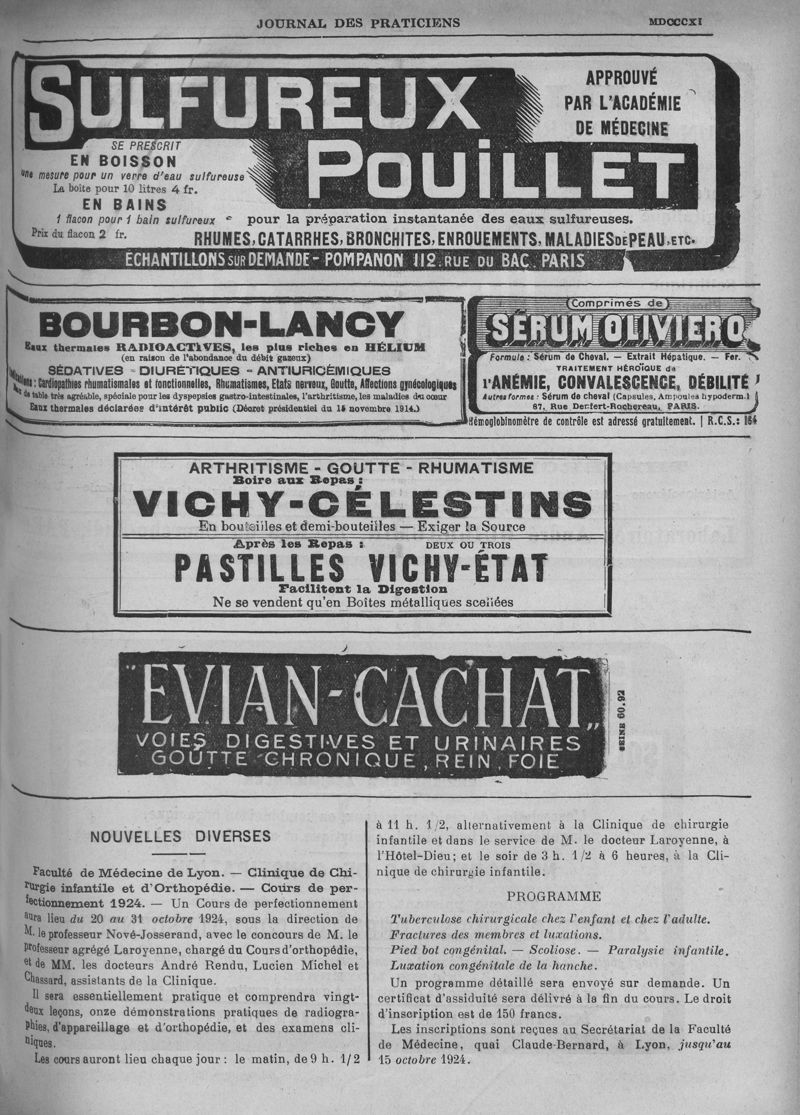 JOURNAL DES PRATICIENS MDCCCXI
SULFUREUX
POUILLET
APPROUVÉ
PAR L'ACADÉMIE
DE MÉDECINE
SE PRESCRIT
EN BOISSON
une mesure pour un verre d'eau sulfureuse
La boîte pour 10 litres 4 fr.
EN BAINS
1 flacon pour 1 bain sulfureux
Prix du flacon 2 fr.
pour la préparation instantanée des eaux sulfureuses.
RHUMES, CATARRHES, BRONCHITES, ENROUEMENTS, MALADIES DE PEAU, ETC.
ECHANTILLONS SUR DEMANDE - POMPANON 112, RUE DU BAC, PARIS
BOURBON-LANCY
Eaux thermales RADIOACTIVES, les plus riches en HÉLIUM
(en raison de l'abondance du débit gazeux)
SÉDATIVES - DIURÉTIQUES - ANTIURICÉMIQUES
Cardiopathies rhumatismales et fonctionnelles, Rhumatismes, Etats nerveux, Goutte, Affections gynécologiques
de table très agréable, spéciale pour les dyspepsies gastro-intestinales, l'arthritisme, les maladies du cœur
Eaux thermales déclarées d'intérêt public (Décret présidentiel du 15 novembre 1914.)
Comprimés de
SÉRUM OLIVIERO
Formule : Sérum de Cheval. — Extrait Hépatique. — Fer.
TRAITEMENT HÉROÏQUE de
l'ANÉMIE, CONVALESCENCE, DÉBILITÉ
Autres formes : Sérum de cheval (Capsules, Ampoules hypoderm.)
67, Rue Denfert-Rochereau, PARIS.
Hémoglobinomètre de contrôle est adressé gratuitement. | R.C.S.: 164
ARTHRITISME - GOUTTE - RHUMATISME
Boire aux Repas :
VICHY-CÉLESTINS
En bouteilles et demi-bouteilles — Exiger la Source
Après les Repas : DEUX OU TROIS
PASTILLES VICHY-ÉTAT
Facilitent la Digestion
Ne se vendent qu'en Boîtes métalliques scellées
"EVIAN-CACHAT„
VOIES DIGESTIVES ET URINAIRES
GOUTTE CHRONIQUE, REIN, FOIE
SEINE 60.92
NOUVELLES DIVERSES
Faculté de Médecine de Lyon. — Clinique de Chi-
rurgie infantile et d'Orthopédie. — Cours de per-
fectionnement 1924. — Un Cours de perfectionnement
aura lieu du 20 au 31 octobre 1924, sous la direction de
M. le professeur Nové-Josserand, avec le concours de M. le
professeur agrégé Laroyenne, chargé du Cours d'orthopédie,
et de MM. les docteurs André Rendu, Lucien Michel et
Chassard, assistants de la Clinique.
Il sera essentiellement pratique et comprendra vingt-
deux leçons, onze démonstrations pratiques de radiogra-
phies, d'appareillage et d'orthopédie, et des examens cli-
niques.
Les cours auront lieu chaque jour : le matin, de 9 h. 1/2
à 11 h. 1/2, alternativement à la Clinique de chirurgie
infantile et dans le service de M. le docteur Laroyenne, à
l'Hôtel-Dieu; et le soir de 3 h. 1/2 à 6 heures, à la Cli-
nique de chirurgie infantile.
PROGRAMME
Tuberculose chirurgicale chez l'enfant et chez l'adulte.
Fractures des membres et luxations.
Pied bot congénital. — Scoliose. — Paralysie infantile.
Luxation congénitale de la hanche.
Un programme détaillé sera envoyé sur demande. Un
certificat d'assiduité sera délivré à la fin du cours. Le droit
d'inscription est de 150 francs.
Les inscriptions sont reçues au Secrétariat de la Faculté
de Médecine, quai Claude-Bernard, à Lyon, jusqu'au
15 octobre 1924.